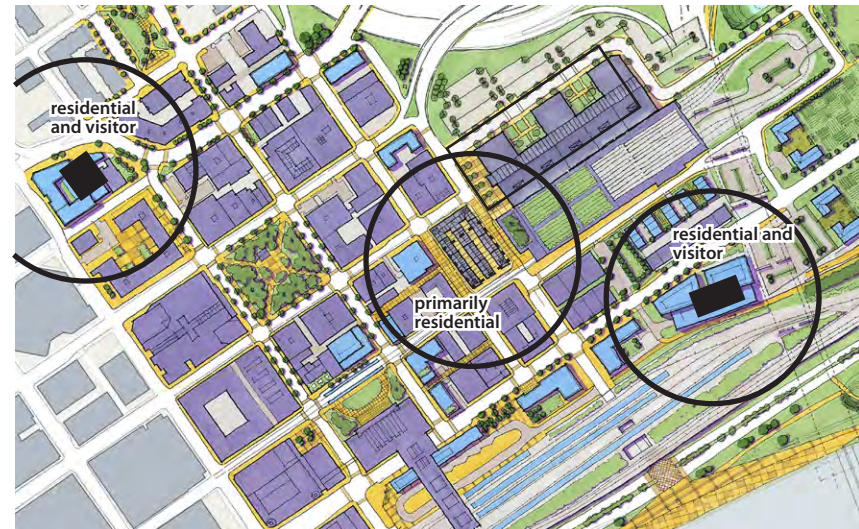 residential
and visitor
primarily
residential
residential and
visitor